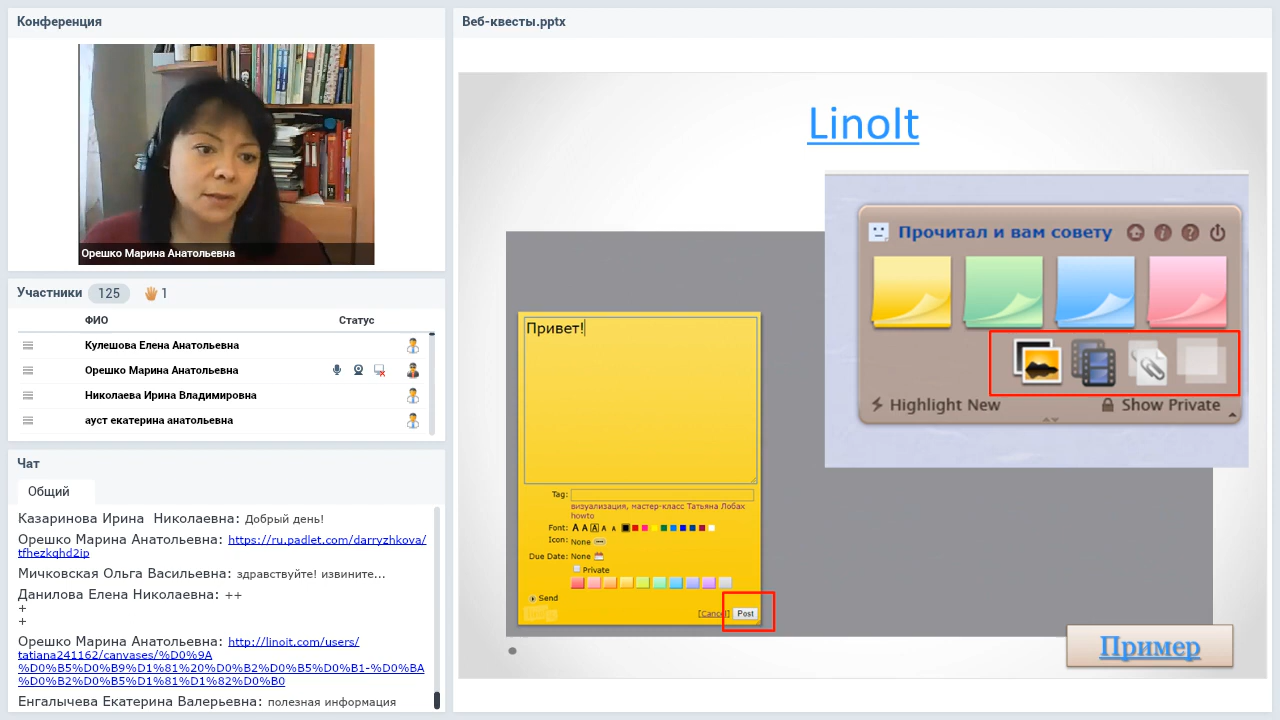 Конференция
Орешко Марина Анатольевна
Участники 125 1
ФИО Статус
Кулешова Елена Анатольевна
Орешко Марина Анатольевна
Николаева Ирина Владимировна
ауст екатерина анатольевна
Чат
Общий
Казаринова Ирина Николаевна: Добрый день!
Орешко Марина Анатольевна: https://ru.padlet.com/darryzhkova/
tfhezkqhd2ip
Мичковская Ольга Васильевна: здравствуйте! извините...
Данилова Елена Николаевна: ++
+
+
Орешко Марина Анатольевна: http://linoit.com/users/
tatiana241162/canvases/%D0%9A
%D0%B5%D0%B9%D1%81%20%D0%B2%D0%B5%D0%B1-%D0%BA
%D0%B2%D0%B5%D1%81%D1%82%D0%B0
Енгалычева Екатерина Валерьевна: полезная информация
Веб-квесты.pptx
LinoIt
Прочитал и вам совету
Highlight New Show Private
Привет!
Tag:
визуализация, мастер-класс Татьяна Лобах
howto
Font: A A A A A
Icon: None
Due Date: None
Private
Send
[Cancel] Post
Пример